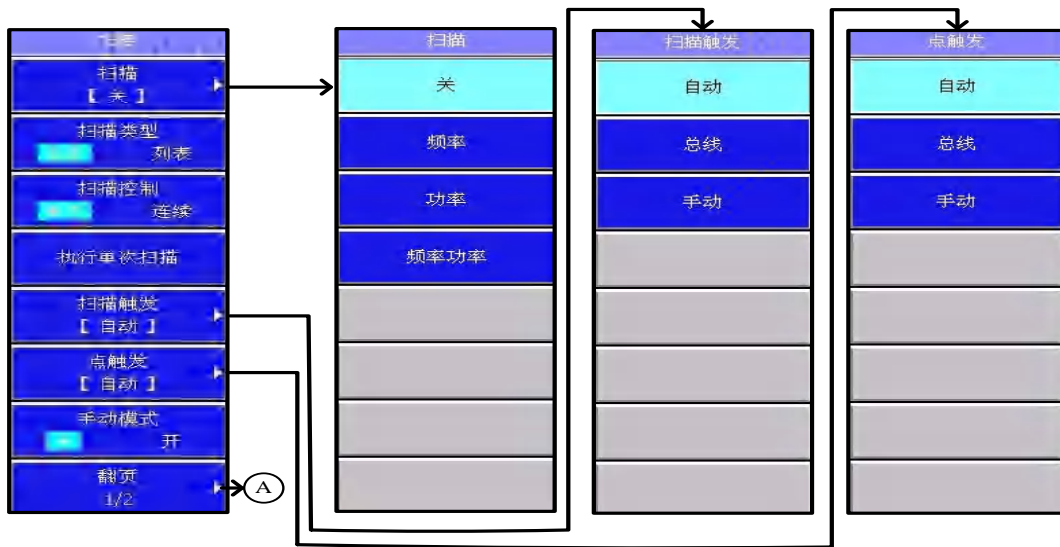 扫描
【 关 】
扫描类型
列表
扫描控制
连续
执行单次扫描
扫描触发
【 自动 】
点触发
【 自动 】
手动模式
开
翻页
1/2
A
扫描
关
频率
功率
频率功率
扫描触发
自动
总线
手动
点触发
自动
总线
手动